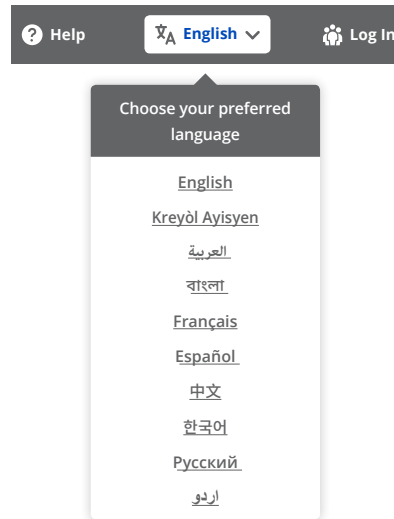 Help
English
Log In
Choose your preferred
language
English
Kreyòl Ayisyen
العربية
বাংলা
Français
Español
中文
한국어
Русский
اردو